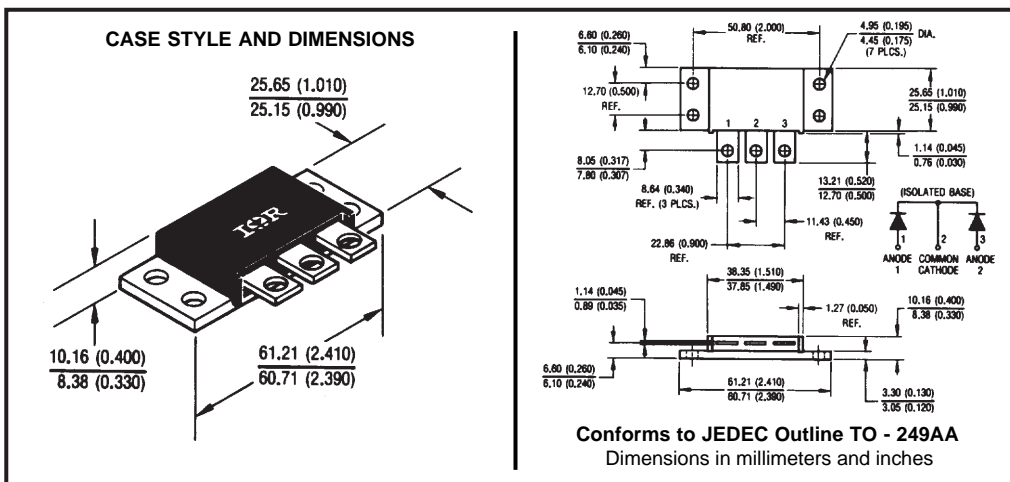 CASE STYLE AND DIMENSIONS
25.65 (1.010)
25.15 (0.990)
IOR
10.16 (0.400)
8.38 (0.330)
61.21 (2.410)
60.71 (2.390)
6.60 (0.260)
6.10 (0.240)
50.80 (2.000)
REF.
4.95 (0.195)
4.45 (0.175)
DIA.
(7 PLCS.)
12.70 (0.500)
REF.
25.65 (1.010)
25.15 (0.990)
1 2 3
8.05 (0.317)
7.80 (0.307)
1.14 (0.045)
0.76 (0.030)
8.64 (0.340)
REF. (3 PLCS.)
13.21 (0.520)
12.70 (0.500)
11.43 (0.450)
REF.
22.86 (0.900)
REF.
(ISOLATED BASE)
1 2 3
ANODE COMMON ANODE
1 CATHODE 2
38.35 (1.510)
37.85 (1.490)
1.14 (0.045)
0.89 (0.035)
1.27 (0.050)
REF.
10.16 (0.400)
8.38 (0.330)
6.60 (0.260)
6.10 (0.240)
61.21 (2.410)
60.71 (2.390)
3.30 (0.130)
3.05 (0.120)
Conforms to JEDEC Outline TO - 249AA
Dimensions in millimeters and inches